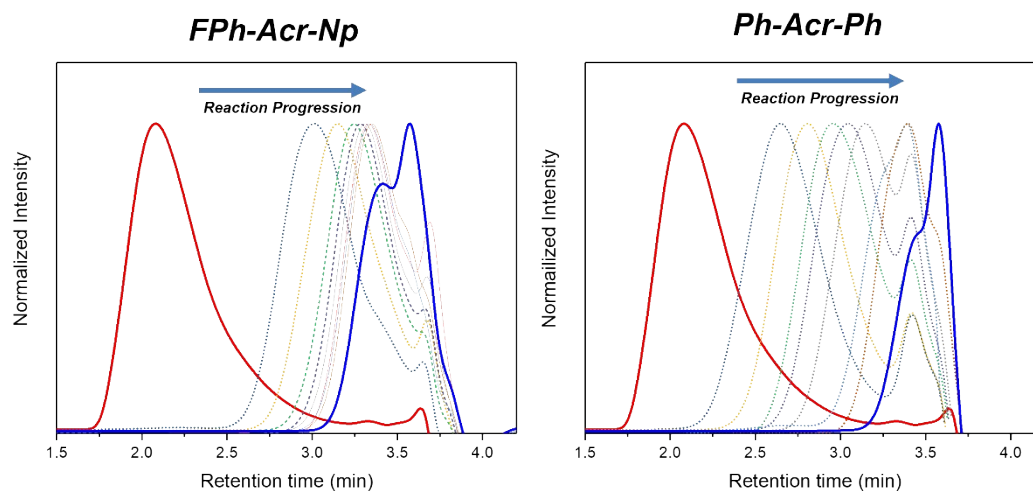 FPh-Acr-Np
Reaction Progression
Normalized Intensity
1.5 2.0 2.5 3.0 3.5 4.0
Retention time (min)
Ph-Acr-Ph
Reaction Progression
Normailized Intensity
1.5 2.0 2.5 3.0 3.5 4.0
Retention time (min)